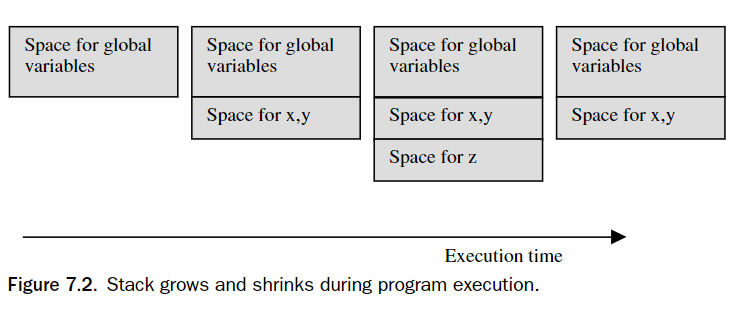 Space for global
variables
Space for global
variables
Space for x,y
Space for global
variables
Space for x,y
Space for z
Space for global
variables
Space for x,y
Execution time
Figure 7.2. Stack grows and shrinks during program execution.